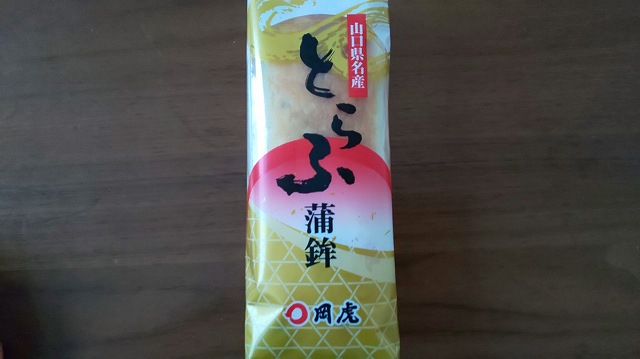 山口県名産
とらふ
蒲鉾
岡虎